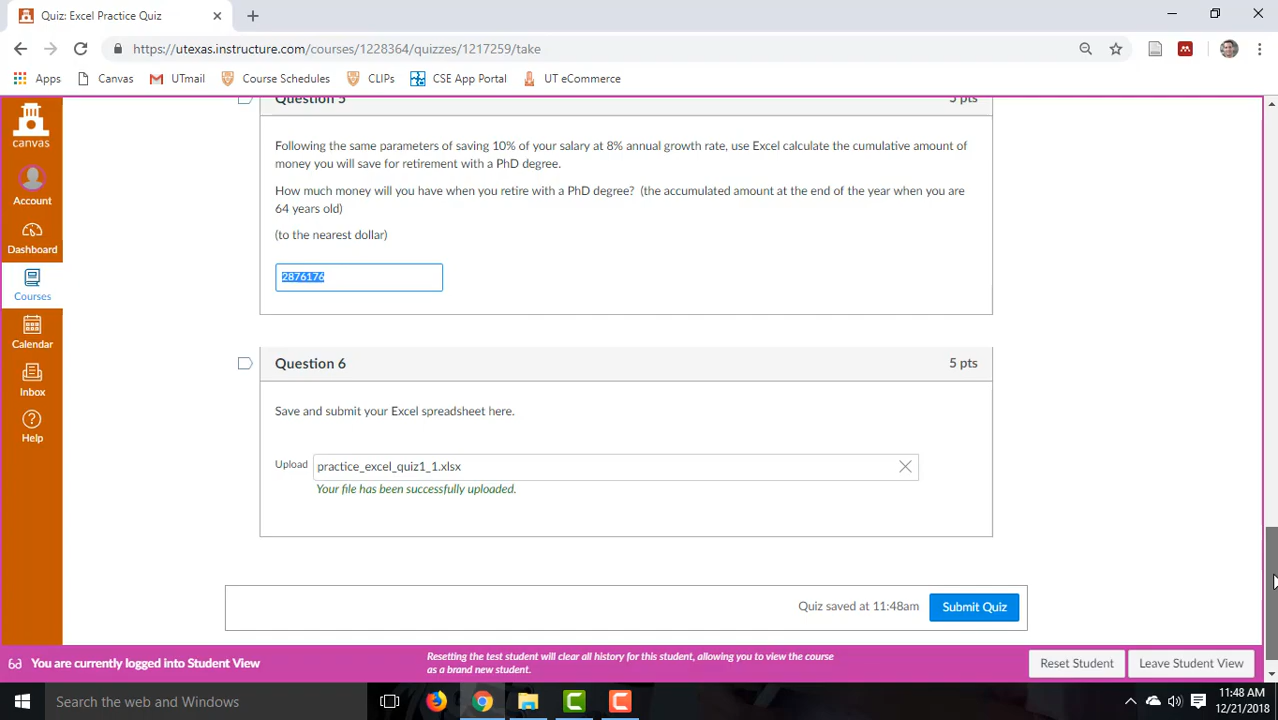 Quiz: Excel Practice Quiz
https://utexas.instructure.com/courses/1228364/quizzes/1217259/take
Apps Canvas UTmail Course Schedules CLIPs CSE App Portal UT eCommerce
canvas
Account
Dashboard
Courses
Calendar
Inbox
Help
Question 5 5 pts
Following the same parameters of saving 10% of your salary at 8% annual growth rate, use Excel calculate the cumulative amount of
money you will save for retirement with a PhD degree.
How much money will you have when you retire with a PhD degree? (the accumulated amount at the end of the year when you are
64 years old)
(to the nearest dollar)
2876176
Question 6 5 pts
Save and submit your Excel spreadsheet here.
Upload practice_excel_quiz1_1.xlsx
Your file has been successfully uploaded.
Quiz saved at 11:48am Submit Quiz
You are currently logged into Student View
Resetting the test student will clear all history for this student, allowing you to view the course
as a brand new student.
Reset Student Leave Student View
Search the web and Windows
11:48 AM
12/21/2018